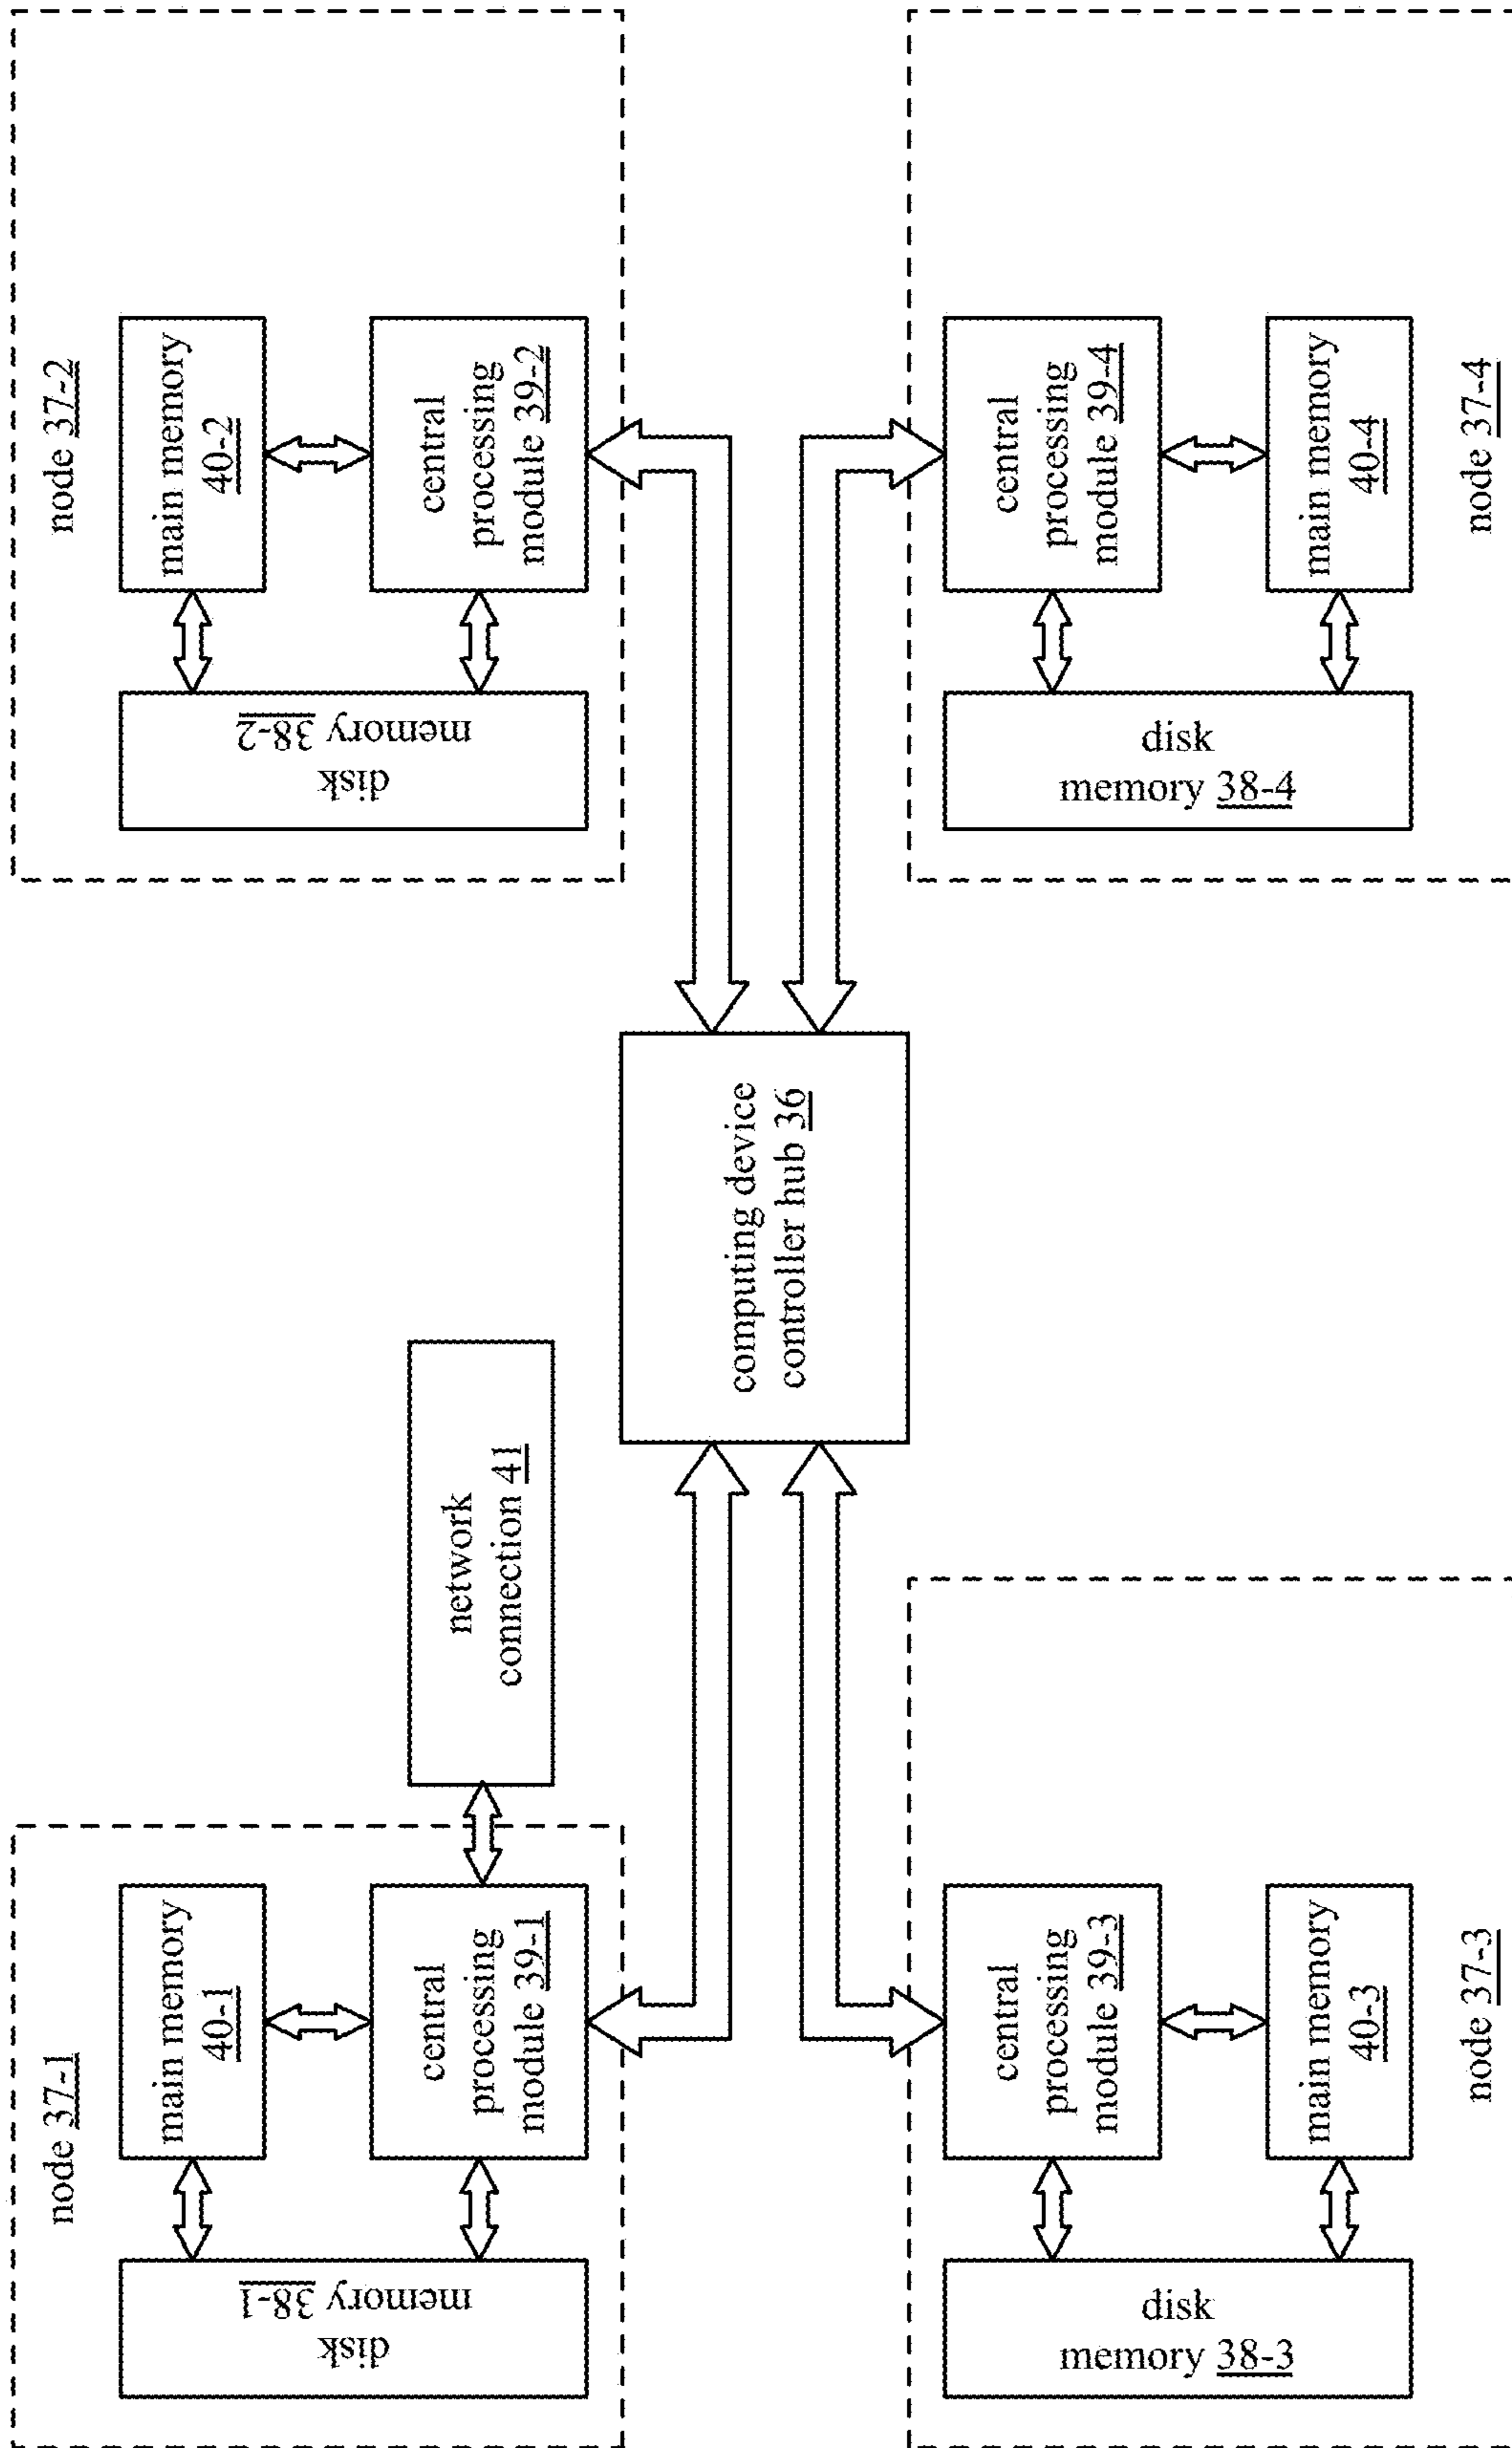 node 37-1
main memory
40-1
central
processing
module 39-1
disk
memory 38-1
network
connection 41
node 37-2
main memory
40-2
central
processing
module 39-2
disk
memory 38-2
computing device
controller hub 36
central
processing
module 39-3
main memory
40-3
disk
memory 38-3
node 37-3
central
processing
module 39-4
main memory
40-4
disk
memory 38-4
node 37-4